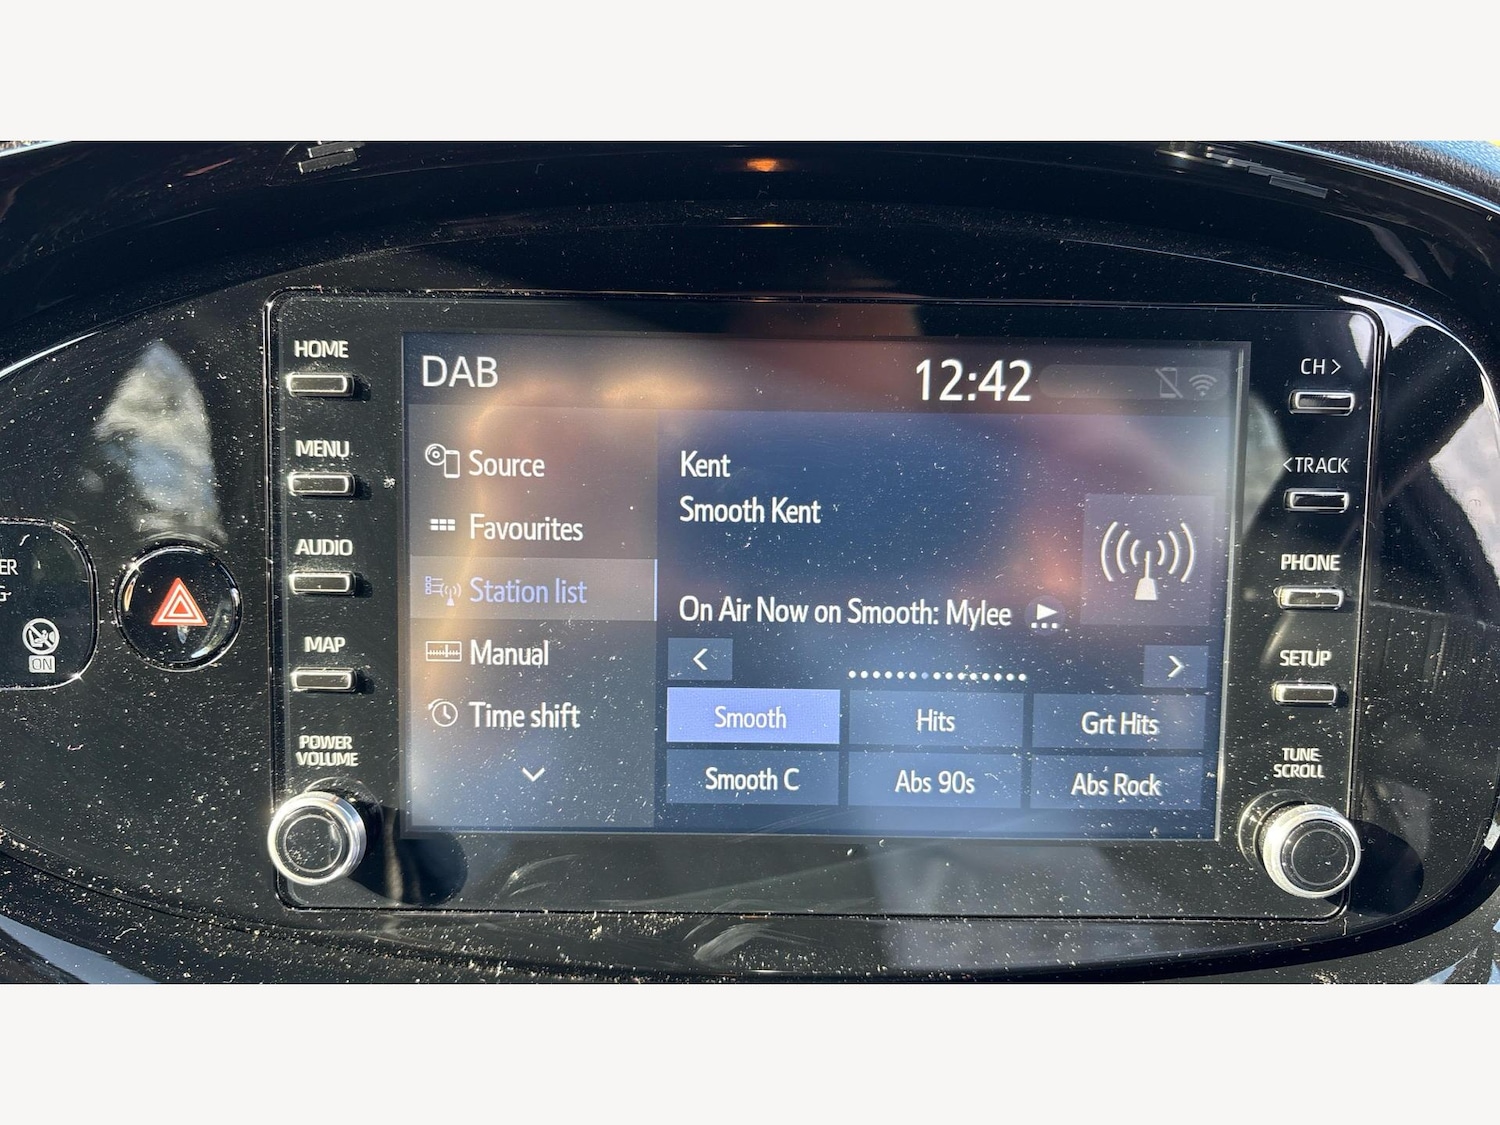 HOME
MENU
AUDIO
MAP
POWER
VOLUME
ER
G-
ON
DAB
12:42
Source
Favourites
Station list
Manual
Time shift
Kent
Smooth Kent
On Air Now on Smooth: Mylee
Smooth
Hits
Grt Hits
Smooth C
Abs 90s
Abs Rock
CH >
< TRACK
PHONE
SETUP
TUNE
SCROLL